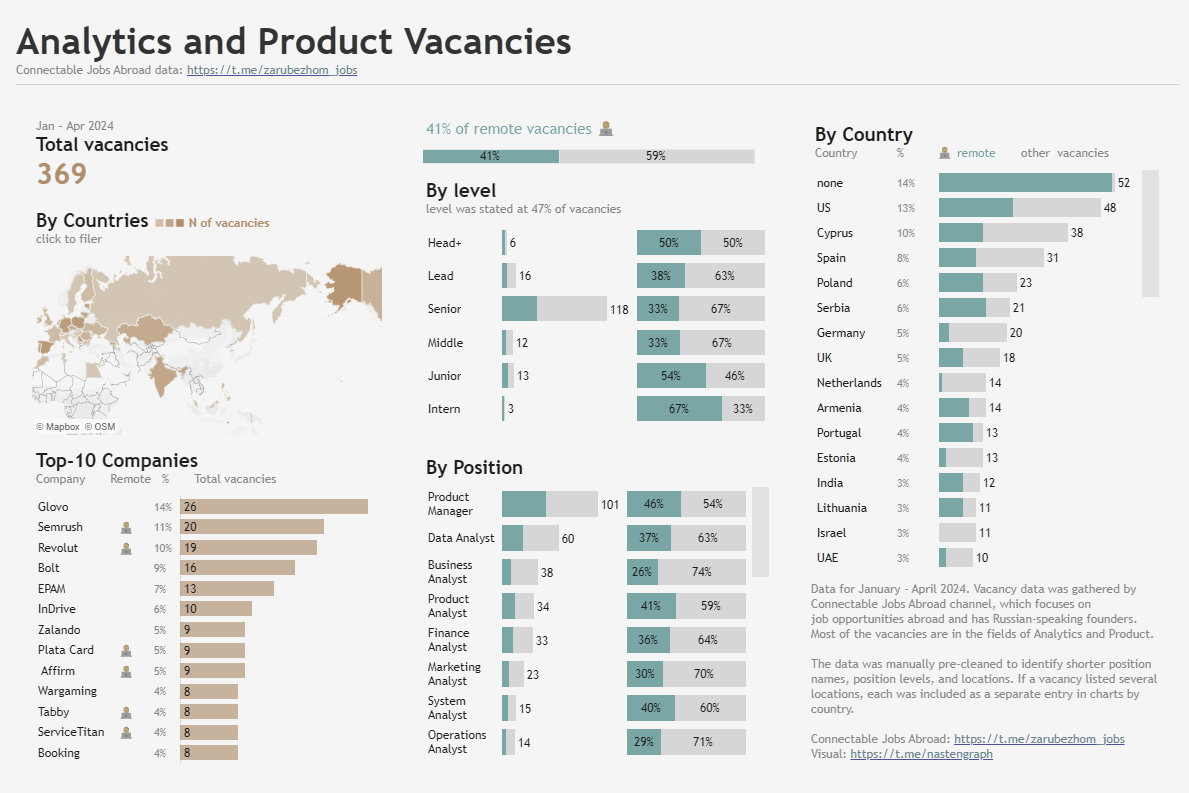 Analytics and Product Vacancies
Connectable Jobs Abroad data: https://t.me/zarubezhom_jobs
Jan - Apr 2024
Total vacancies
369
By Countries N of vacancies
click to filer
© Mapbox © OSM
Top-10 Companies
Company Remote % Total vacancies
Glovo 14% 26
Semrush 11% 20
Revolut 10% 19
Bolt 9% 16
EPAM 7% 13
InDrive 6% 10
Zalando 5% 9
Plata Card 5% 9
Affirm 5% 9
Wargaming 4% 8
Tabby 4% 8
ServiceTitan 4% 8
Booking 4% 8
41% of remote vacancies
41% 59%
By level
level was stated at 47% of vacancies
Head+ 6 50% 50%
Lead 16 38% 63%
Senior 118 33% 67%
Middle 12 33% 67%
Junior 13 54% 46%
Intern 3 67% 33%
By Position
Product
Manager 101 46% 54%
Data Analyst 60 37% 63%
Business
Analyst 38 26% 74%
Product
Analyst 34 41% 59%
Finance
Analyst 33 36% 64%
Marketing
Analyst 23 30% 70%
System
Analyst 15 40% 60%
Operations
Analyst 14 29% 71%
By Country
Country % remote other vacancies
none 14% 52
US 13% 48
Cyprus 10% 38
Spain 8% 31
Poland 6% 23
Serbia 6% 21
Germany 5% 20
UK 5% 18
Netherlands 4% 14
Armenia 4% 14
Portugal 4% 13
Estonia 4% 13
India 3% 12
Lithuania 3% 11
Israel 3% 11
UAE 3% 10
Data for January - April 2024. Vacancy data was gathered by
Connectable Jobs Abroad channel, which focuses on
job opportunities abroad and has Russian-speaking founders.
Most of the vacancies are in the fields of Analytics and Product.
The data was manually pre-cleaned to identify shorter position
names, position levels, and locations. If a vacancy listed several
locations, each was included as a separate entry in charts by
country.
Connectable Jobs Abroad: https://t.me/zarubezhom_jobs
Visual: https://t.me/nastengraph